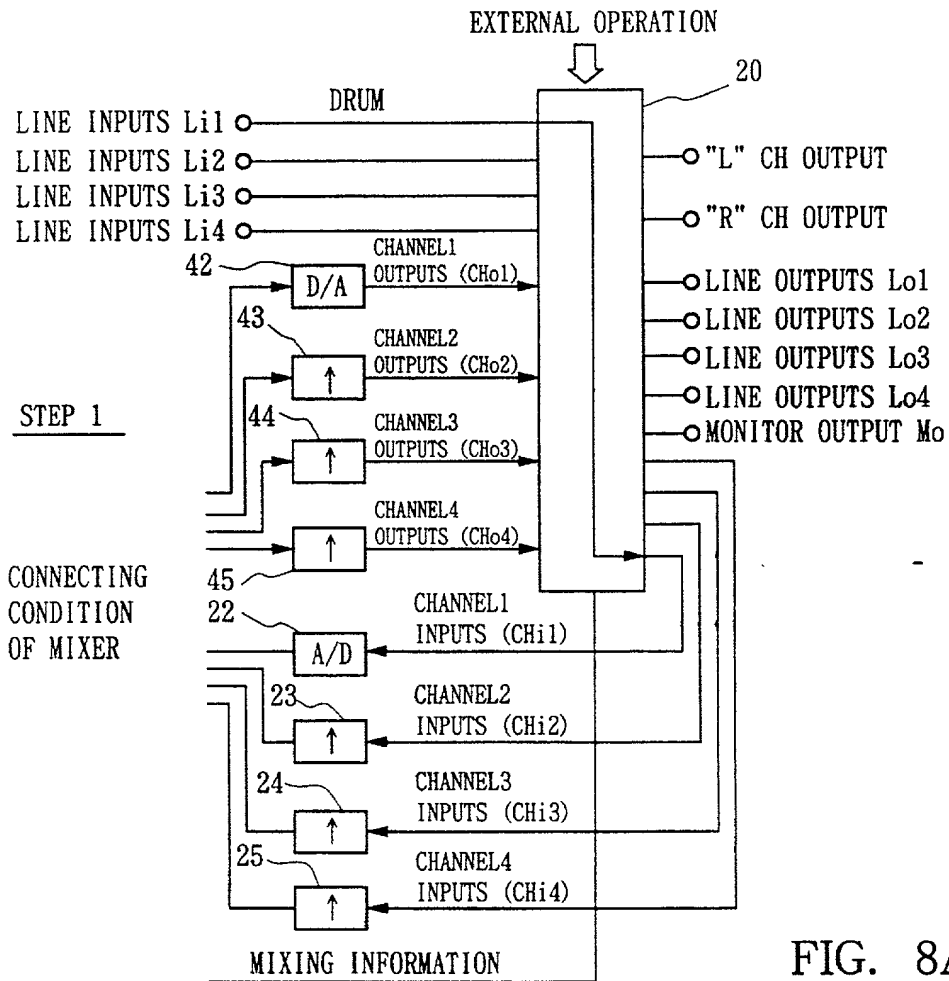 EXTERNAL OPERATION
20
DRUM
LINE INPUTS Li1
LINE INPUTS Li2
LINE INPUTS Li3
LINE INPUTS Li4
"L" CH OUTPUT
"R" CH OUTPUT
LINE OUTPUTS Lo1
LINE OUTPUTS Lo2
LINE OUTPUTS Lo3
LINE OUTPUTS Lo4
MONITOR OUTPUT Mo
42
D/A
CHANNEL1
OUTPUTS (CHo1)
43
↑
CHANNEL2
OUTPUTS (CHo2)
STEP 1
44
↑
CHANNEL3
OUTPUTS (CHo3)
45
↑
CHANNEL4
OUTPUTS (CHo4)
CONNECTING
CONDITION
OF MIXER
22
A/D
CHANNEL1
INPUTS (CHi1)
23
↑
CHANNEL2
INPUTS (CHi2)
24
↑
CHANNEL3
INPUTS (CHi3)
25
↑
CHANNEL4
INPUTS (CHi4)
MIXING INFORMATION
FIG. 8A